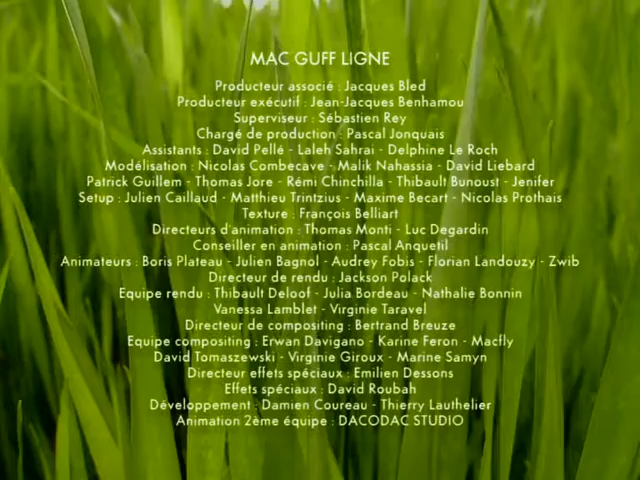 MAC GUFF LIGNE
Producteur associé : Jacques Bled
Producteur exécutif : Jean-Jacques Benhamou
Superviseur : Sébastien Rey
Chargé de production : Pascal Jonquais
Assistants : David Pellé - Laleh Sahrai - Delphine Le Roch
Modélisation : Nicolas Combecave - Malik Nahassia - David Liebard
Patrick Guillem - Thomas Jore - Rémi Chinchilla - Thibault Bunoust - Jenifer
Setup : Julien Caillaud - Matthieu Trintzius - Maxime Becart - Nicolas Prothais
Texture : François Belliart
Directeurs d'animation : Thomas Monti - Luc Degardin
Conseiller en animation : Pascal Anquetil
Animateurs : Boris Plateau - Julien Bagnol - Audrey Fobis - Florian Landouzy - Zwib
Directeur de rendu : Jackson Polack
Equipe rendu : Thibault Deloof - Julia Bordeau - Nathalie Bonnin
Vanessa Lamblet - Virginie Taravel
Directeur de compositing : Bertrand Breuze
Equipe compositing : Erwan Davigano - Karine Feron - Macfly
David Tomaszewski - Virginie Giroux - Marine Samyn
Directeur effets spéciaux : Emilien Dessons
Effets spéciaux : David Roubah
Développement : Damien Coureau - Thierry Lauthelier
Animation 2ème équipe : DACODAC STUDIO